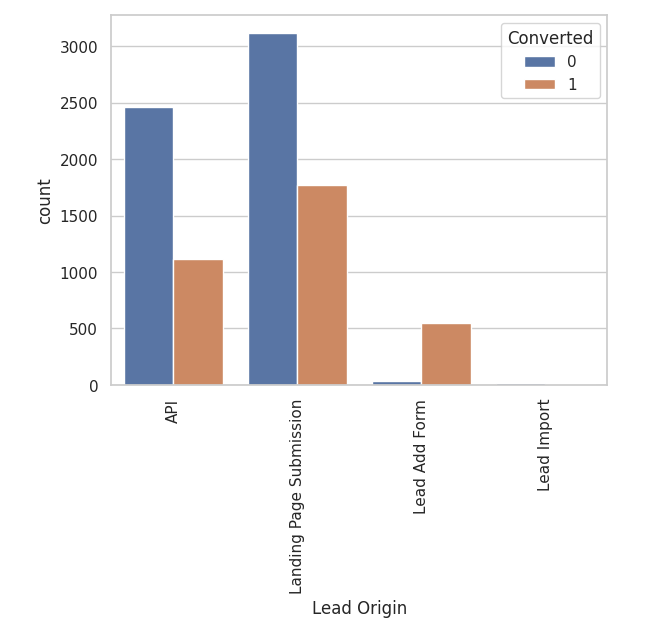 Converted
0
1
3000
2500
2000
1500
1000
500
0
count
API
Landing Page Submission
Lead Add Form
Lead Import
Lead Origin